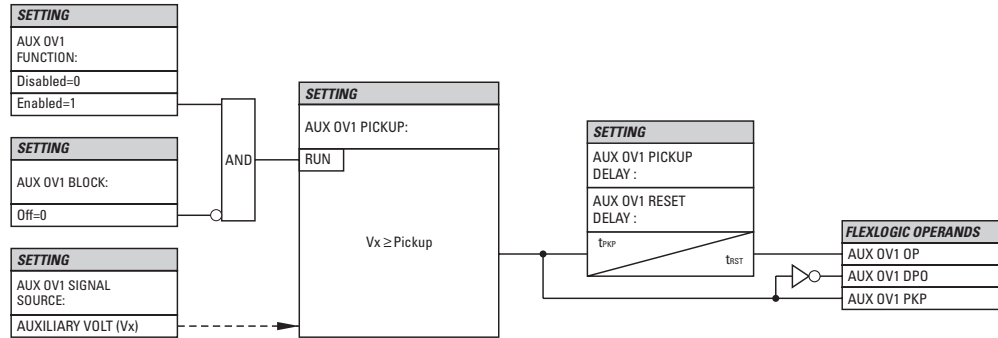 SETTING
AUX OV1
FUNCTION:
Disabled=0
Enabled=1
SETTING
AUX OV1 BLOCK:
Off=0
SETTING
AUX OV1 SIGNAL
SOURCE:
AUXILIARY VOLT (Vx)
AND
SETTING
AUX OV1 PICKUP:
RUN
Vx ≥ Pickup
SETTING
AUX OV1 PICKUP
DELAY :
AUX OV1 RESET
DELAY :
tPKP
tRST
FLEXLOGIC OPERANDS
AUX OV1 OP
AUX OV1 DPO
AUX OV1 PKP